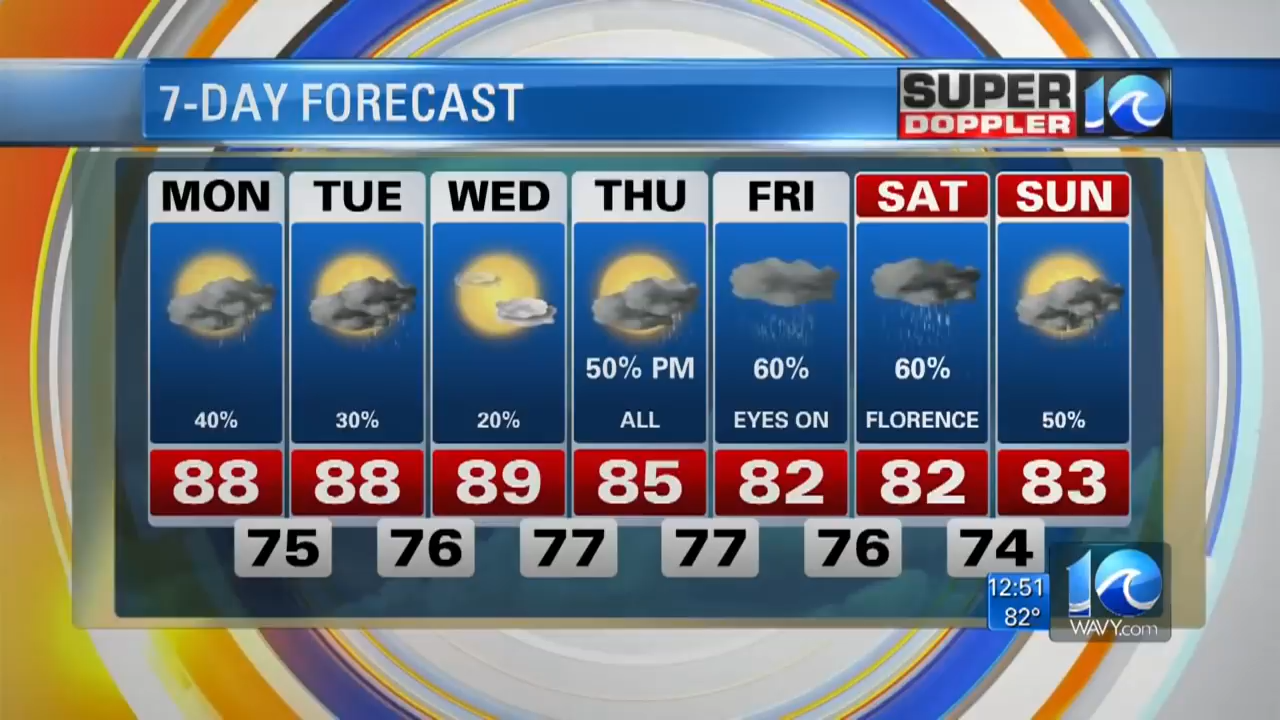 7-DAY FORECAST
SUPER
DOPPLER
10
MON TUE WED THU FRI SAT SUN
50% PM 60% 60%
40% 30% 20% ALL EYES ON FLORENCE 50%
88 88 89 85 82 82 83
75 76 77 77 76 74
12:51
82°
10
WAVY.com